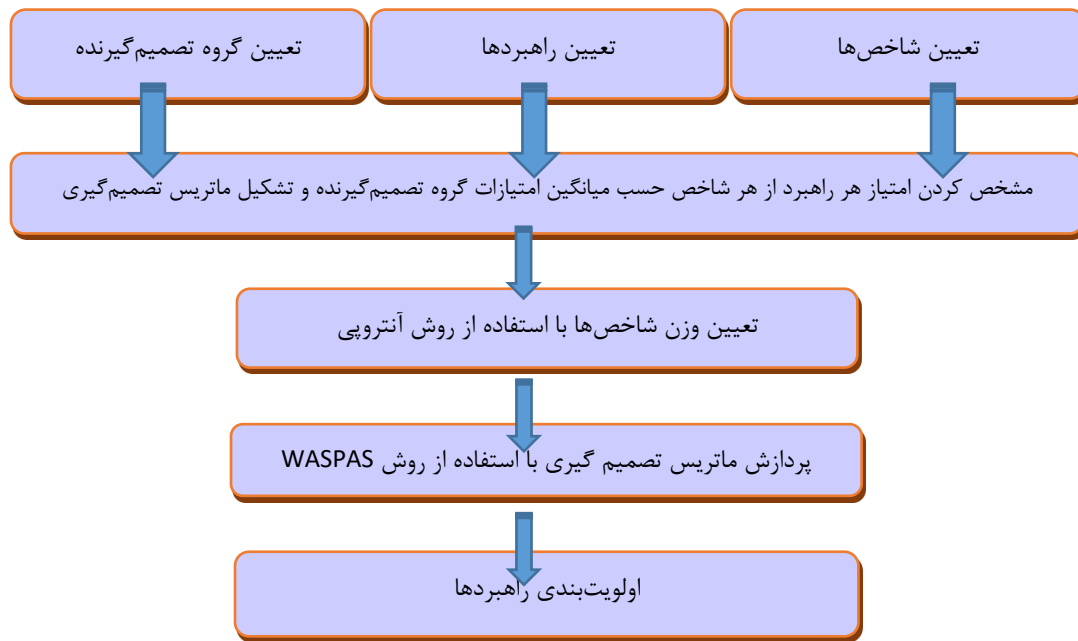 تعیین شاخص‌ها
تعیین راهبردها
تعیین گروه تصمیم‌گیرنده
مشخص کردن امتیاز هر راهبرد از هر شاخص حسب میانگین امتیازات گروه تصمیم‌گیرنده و تشکیل ماتریس تصمیم‌گیری
تعیین وزن شاخص‌ها با استفاده از روش آنتروپی
پردازش ماتریس تصمیم گیری با استفاده از روش WASPAS
اولویت‌بندی راهبردها